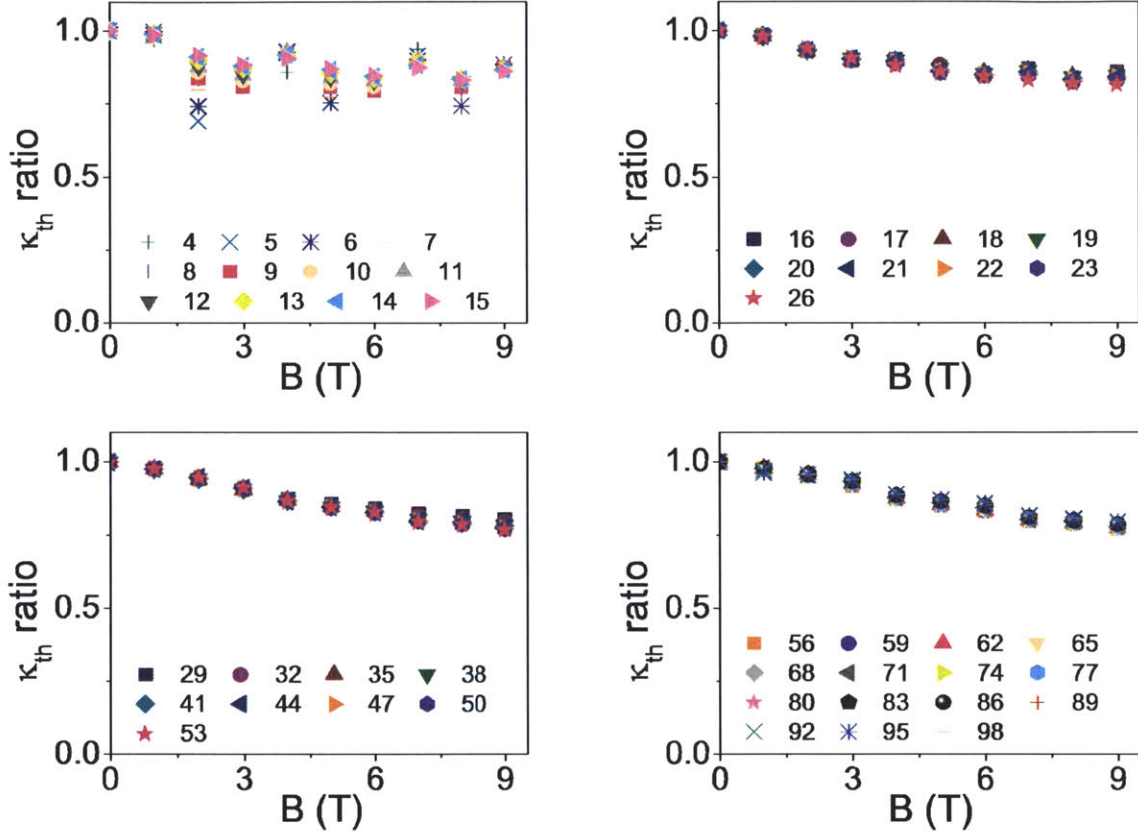 1.0
0.5
0.0
κth ratio
4 5 6 7
8 9 10 11
12 13 14 15
0 3 6 9
B (T)
1.0
0.5
0.0
κth ratio
16 17 18 19
20 21 22 23
26
0 3 6 9
B (T)
1.0
0.5
0.0
κth ratio
29 32 35 38
41 44 47 50
53
0 3 6 9
B (T)
1.0
0.5
0.0
κth ratio
56 59 62 65
68 71 74 77
80 83 86 89
92 95 98
0 3 6 9
B (T)